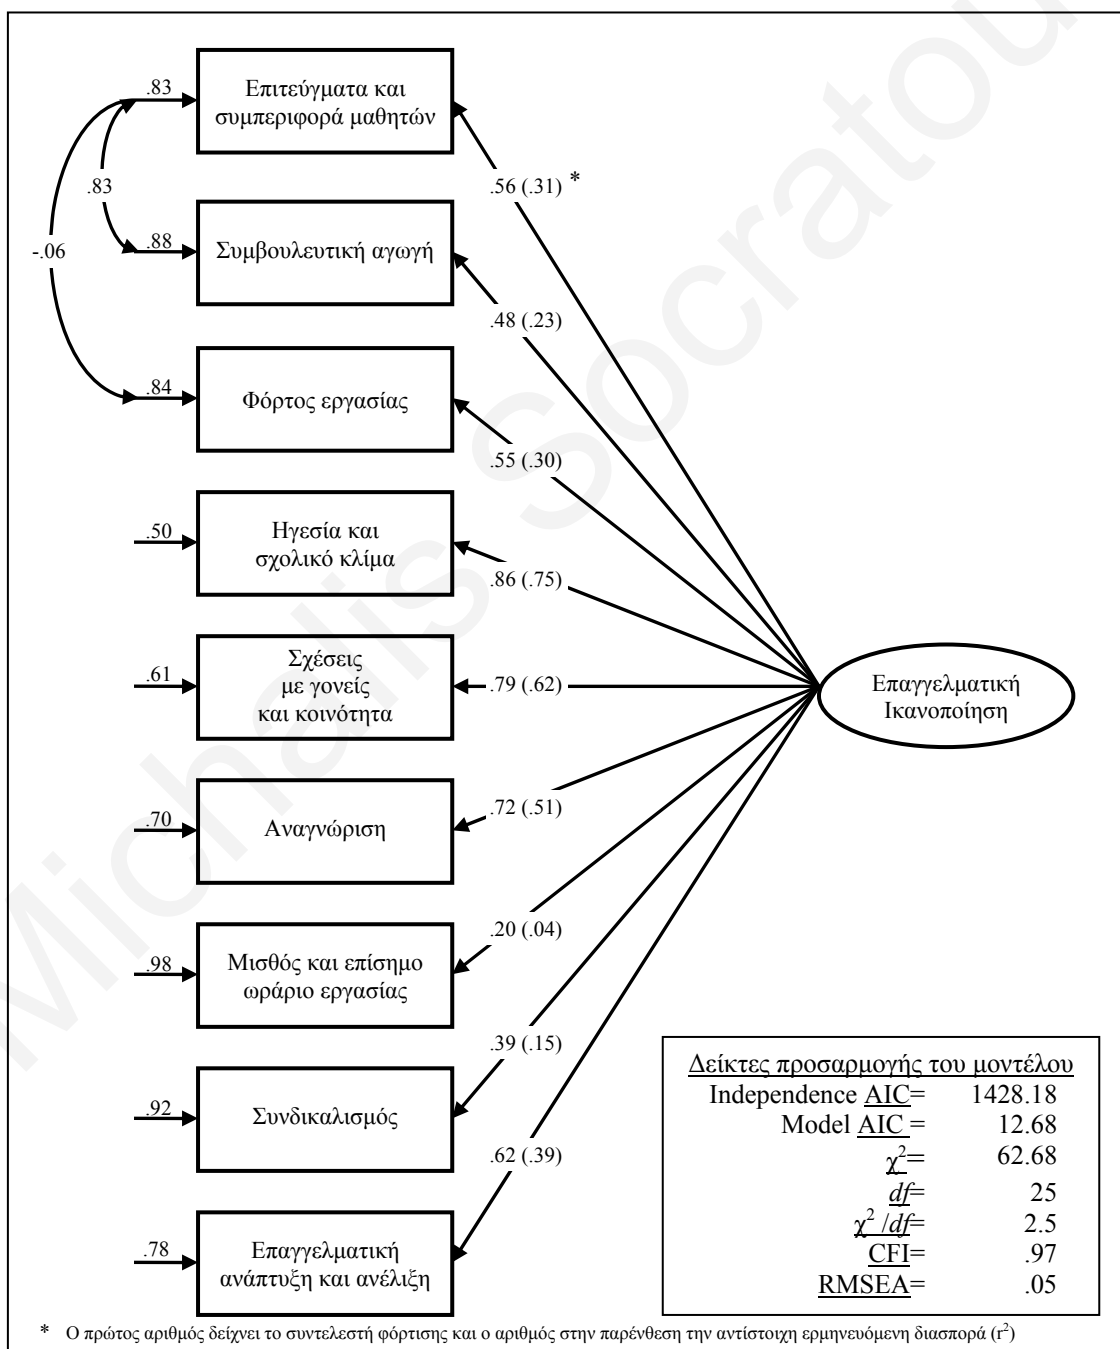 .83
Επιτεύγματα και
συμπεριφορά μαθητών
.56 (.31) *
.83
.88
Συμβουλευτική αγωγή
-.06
.48 (.23)
.84
Φόρτος εργασίας
.55 (.30)
.50
Ηγεσία και
σχολικό κλίμα
.86 (.75)
.61
Σχέσεις
με γονείς
και κοινότητα
.79 (.62)
Επαγγελματική
Ικανοποίηση
.70
Αναγνώριση
.72 (.51)
.98
Μισθός και επίσημο
ωράριο εργασίας
.20 (.04)
.92
Συνδικαλισμός
.39 (.15)
.78
Επαγγελματική
ανάπτυξη και ανέλιξη
.62 (.39)
Δείκτες προσαρμογής του μοντέλου
Independence AIC= 1428.18
Model AIC = 12.68
χ²= 62.68
df= 25
χ² /df= 2.5
CFI= .97
RMSEA= .05
* Ο πρώτος αριθμός δείχνει το συντελεστή φόρτισης και ο αριθμός στην παρένθεση την αντίστοιχη ερμηνευόμενη διασπορά (r²)
Michalis Socratous